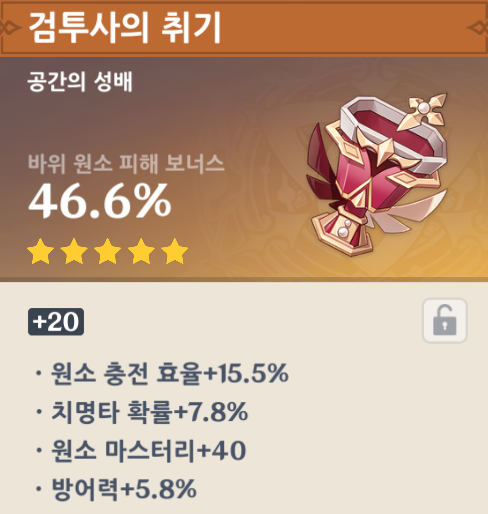 검투사의 취기
공간의 성배
바위 원소 피해 보너스
46.6%
+20
· 원소 충전 효율+15.5%
· 치명타 확률+7.8%
· 원소 마스터리+40
· 방어력+5.8%